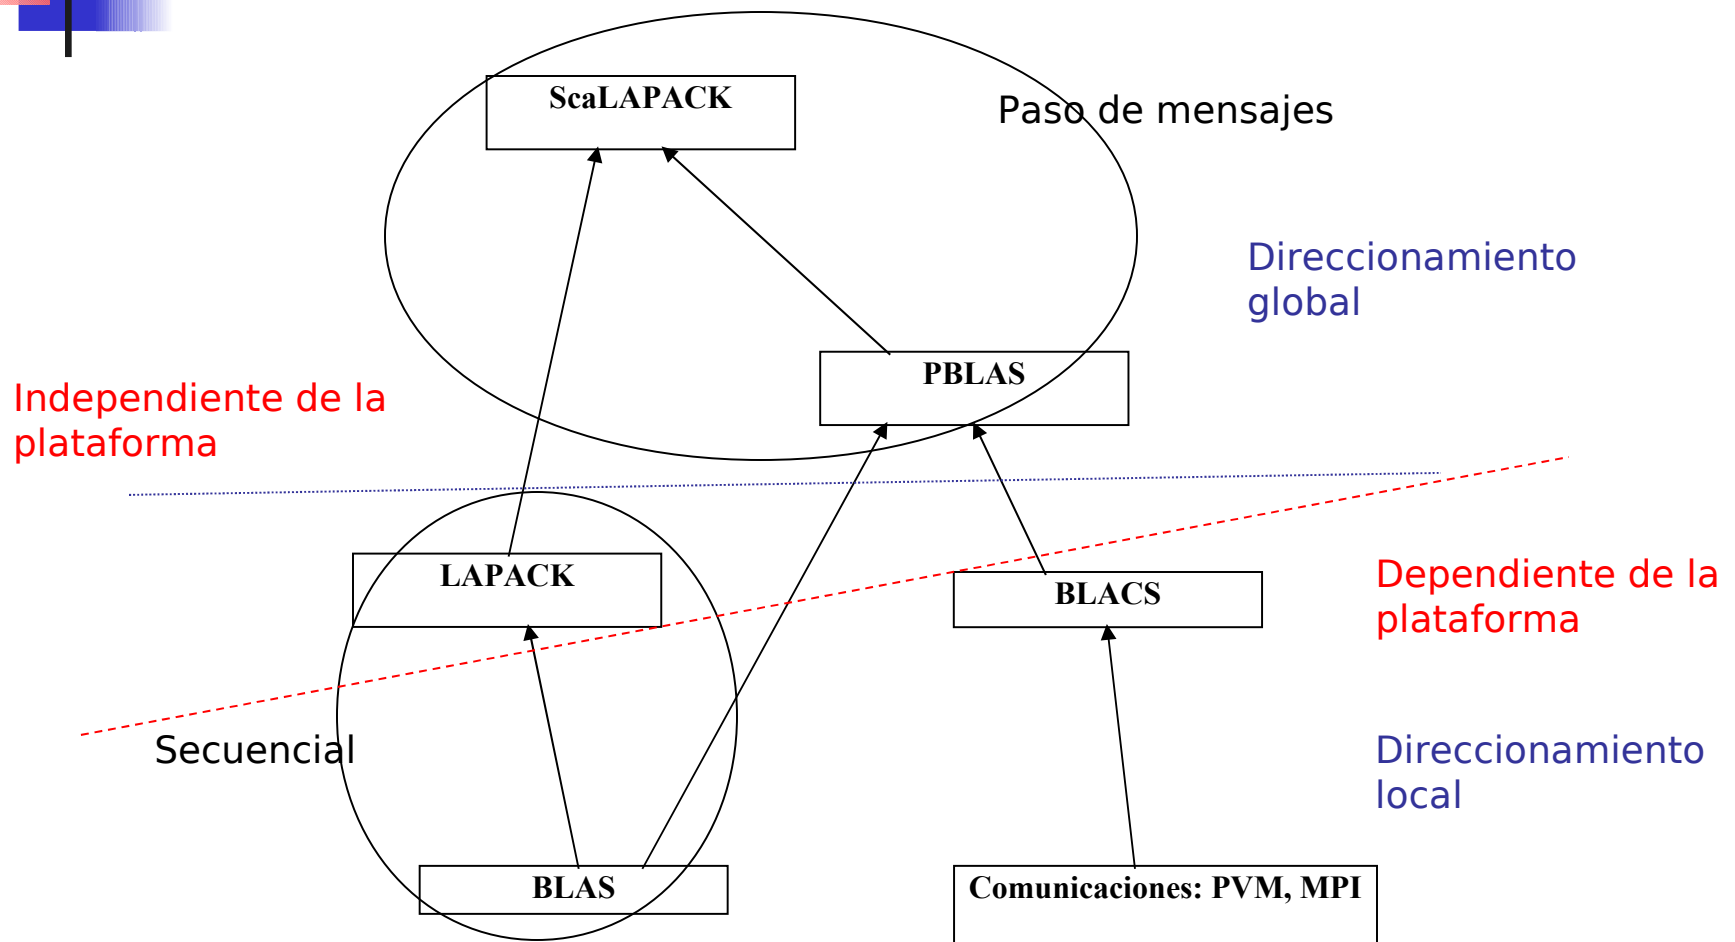 ScaLAPACK
Paso de mensajes
Direccionamiento
global
PBLAS
Independiente de la
plataforma
LAPACK
BLACS
Dependiente de la
plataforma
Secuencial
Direccionamiento
local
BLAS
Comunicaciones: PVM, MPI